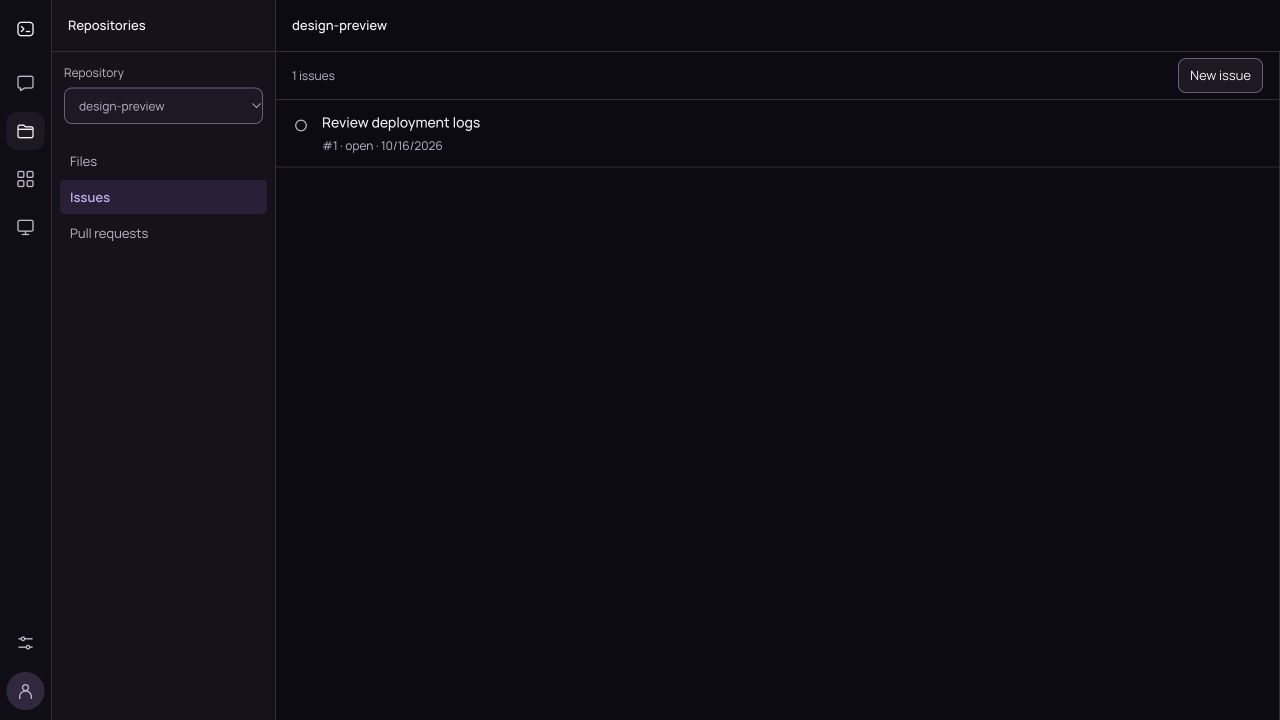 Repositories
design-preview
Repository
design-preview
Files
Issues
Pull requests
1 issues
New issue
Review deployment logs
#1 · open · 10/16/2026